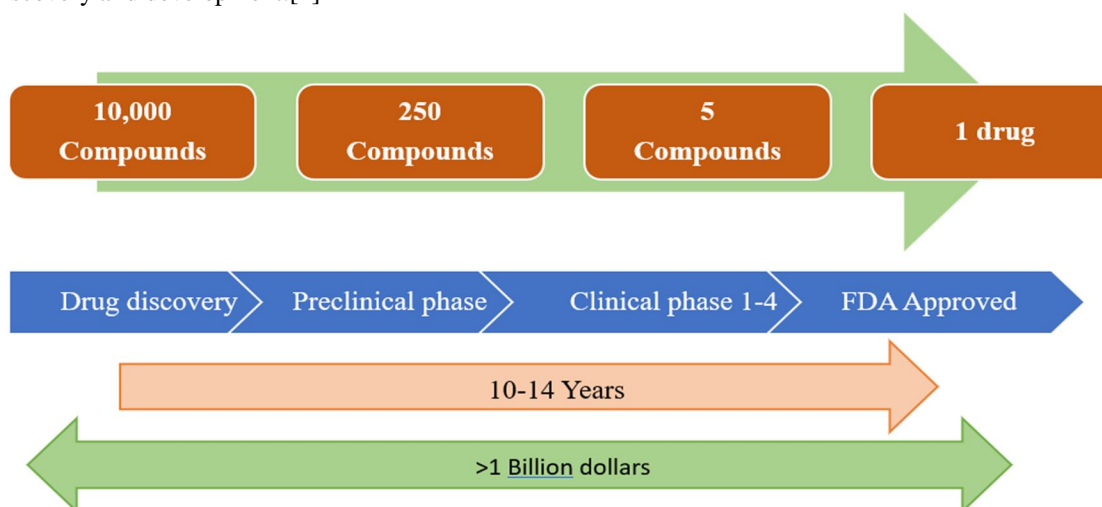 10,000
Compounds
250
Compounds
5
Compounds
1 drug
Drug discovery
Preclinical phase
Clinical phase 1-4
FDA Approved
10-14 Years
>1 Billion dollars